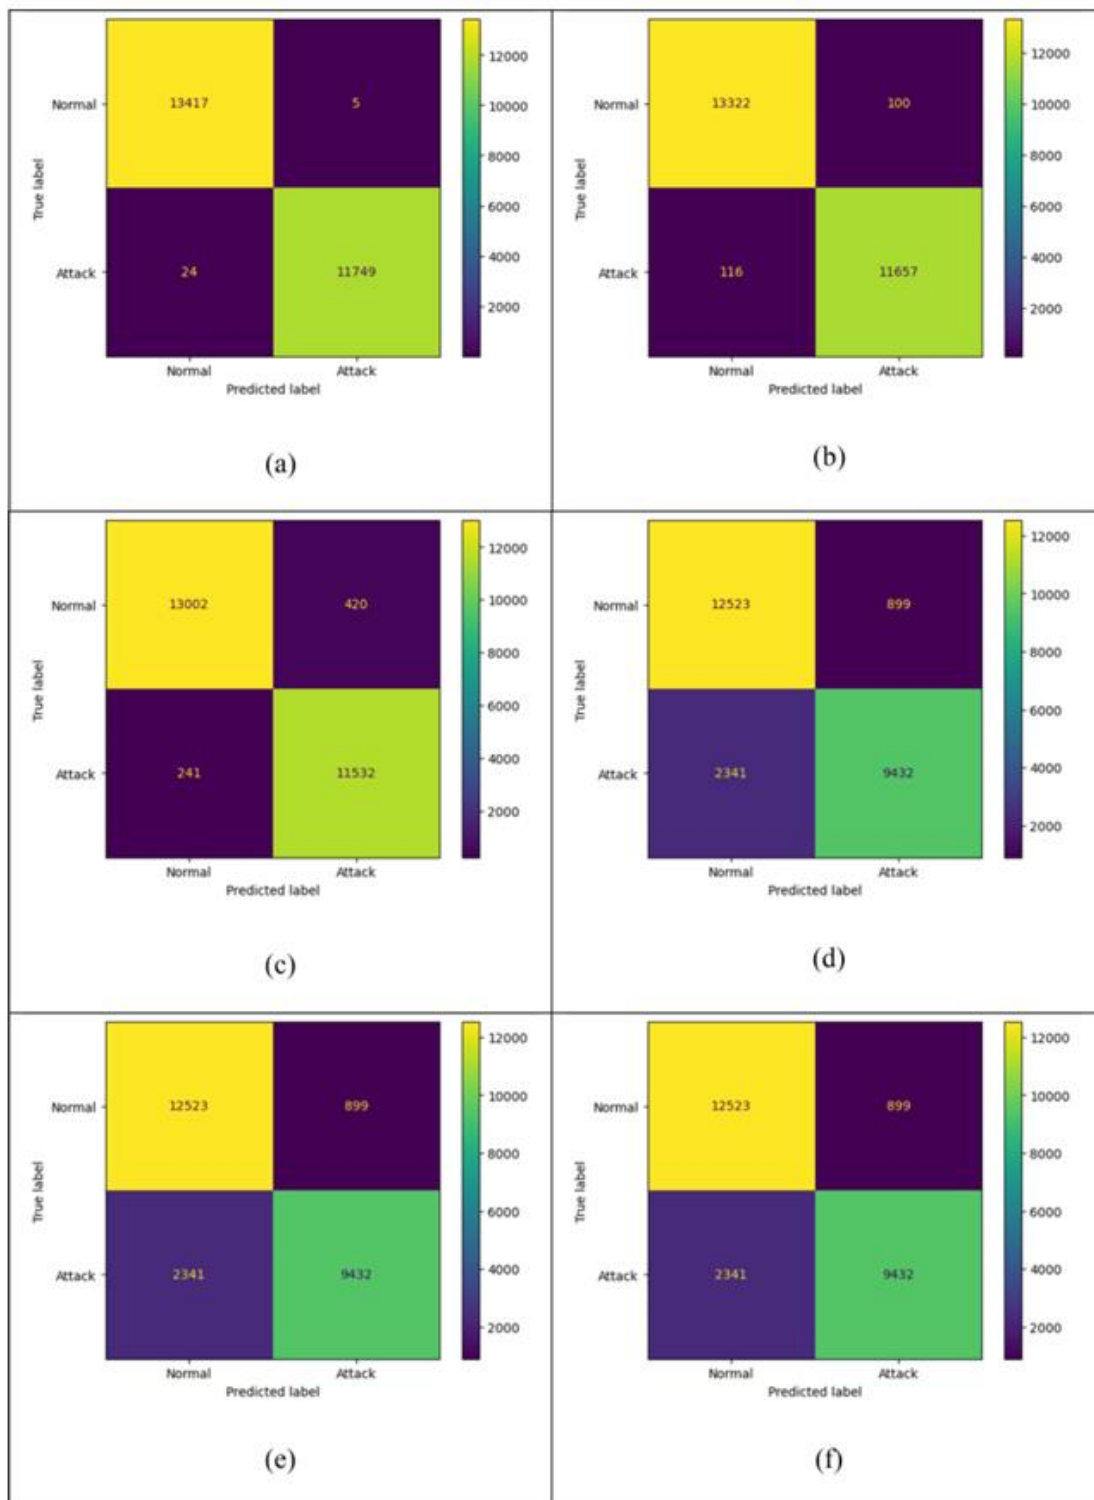 12000
Normal 13417 5
10000
8000
True label
6000
4000
Attack 24 11749
2000
Normal Attack
Predicted label
(a)
12000
Normal 13322 100
10000
8000
True label
6000
4000
Attack 116 11657
2000
Normal Attack
Predicted label
(b)
12000
Normal 13002 420
10000
8000
True label
6000
4000
Attack 241 11532
2000
Normal Attack
Predicted label
(c)
12000
Normal 12523 899
10000
8000
True label
6000
4000
Attack 2341 9432
2000
Normal Attack
Predicted label
(d)
12000
Normal 12523 899
10000
8000
True label
6000
4000
Attack 2341 9432
2000
Normal Attack
Predicted label
(e)
12000
Normal 12523 899
10000
8000
True label
6000
4000
Attack 2341 9432
2000
Normal Attack
Predicted label
(f)